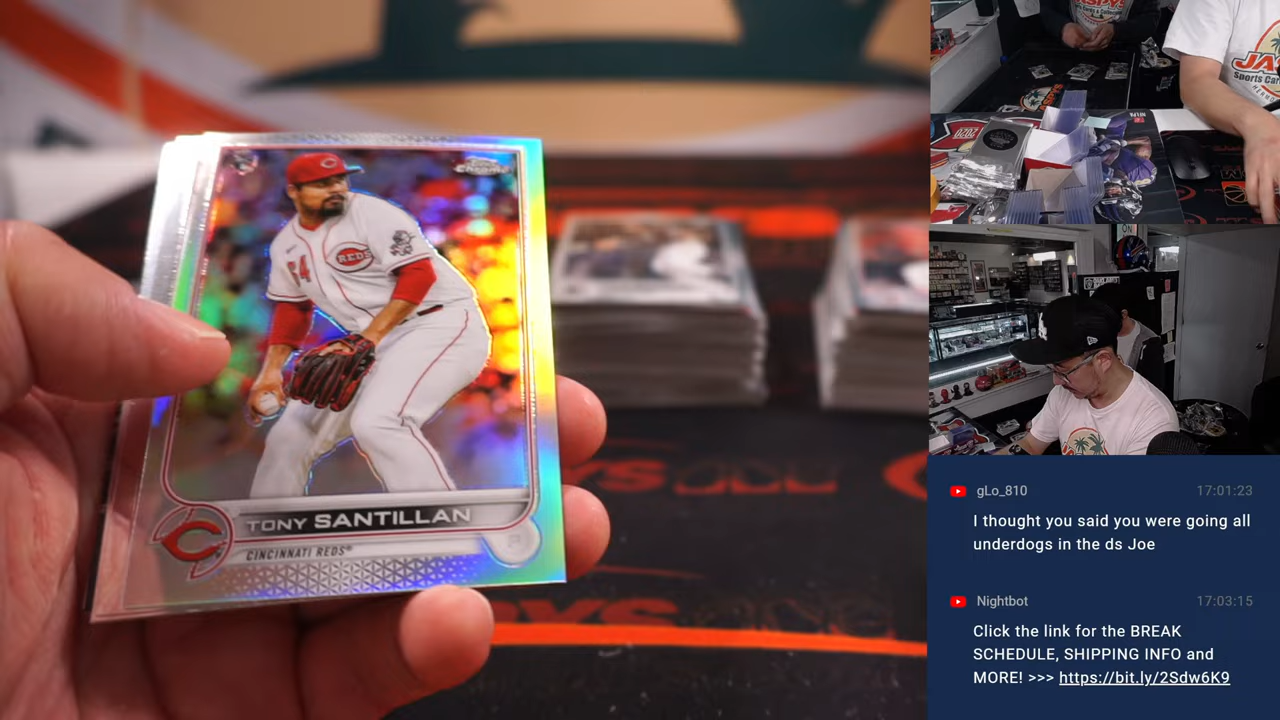 Chrome
REDS
54
TONY SANTILLAN
CINCINNATI REDS®
gLo_810 17:01:23
I thought you said you were going all
underdogs in the ds Joe
Nightbot 17:03:15
Click the link for the BREAK
SCHEDULE, SHIPPING INFO and
MORE! >>> https://bit.ly/2Sdw6K9